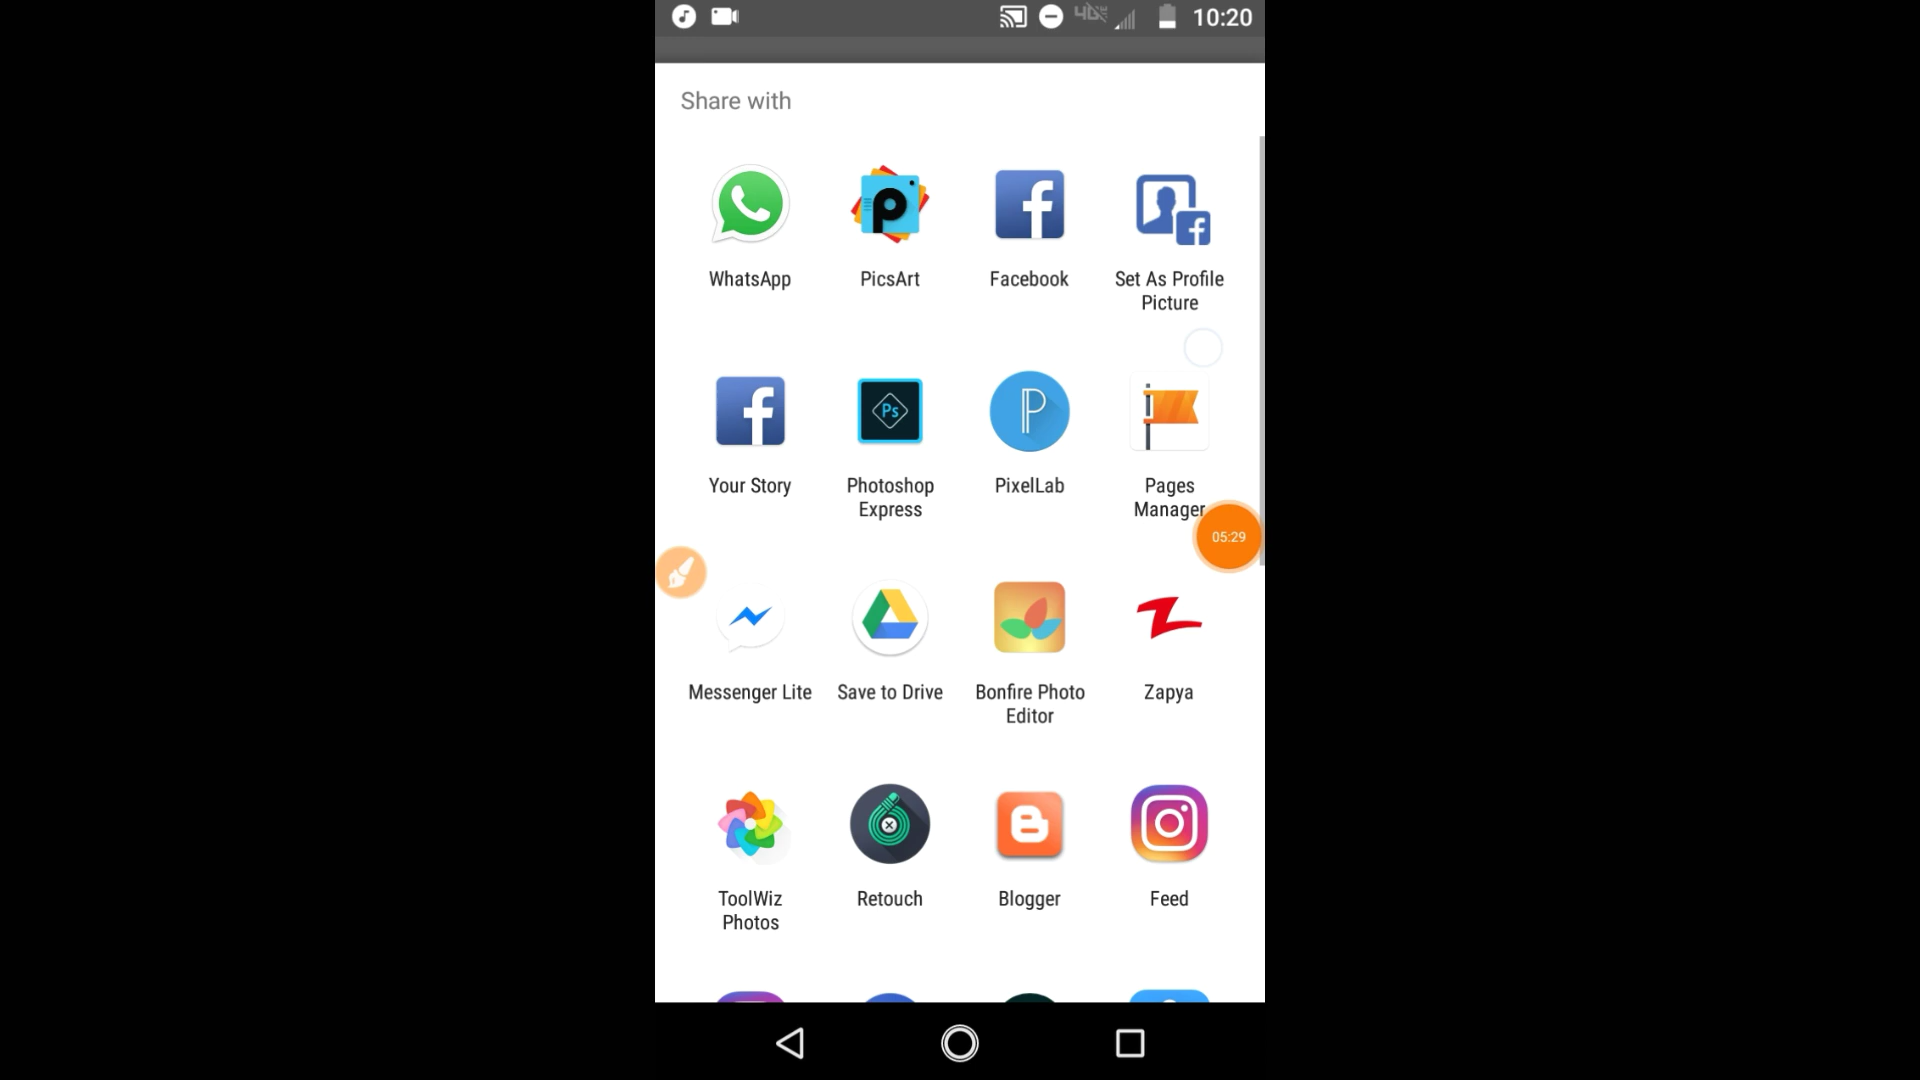 10:20
Share with
WhatsApp
PicsArt
Facebook
Set As Profile
Picture
Your Story
Ps
Photoshop
Express
PixelLab
Pages
Manager
05:29
Messenger Lite
Save to Drive
Bonfire Photo
Editor
Zapya
ToolWiz
Photos
Retouch
Blogger
Feed